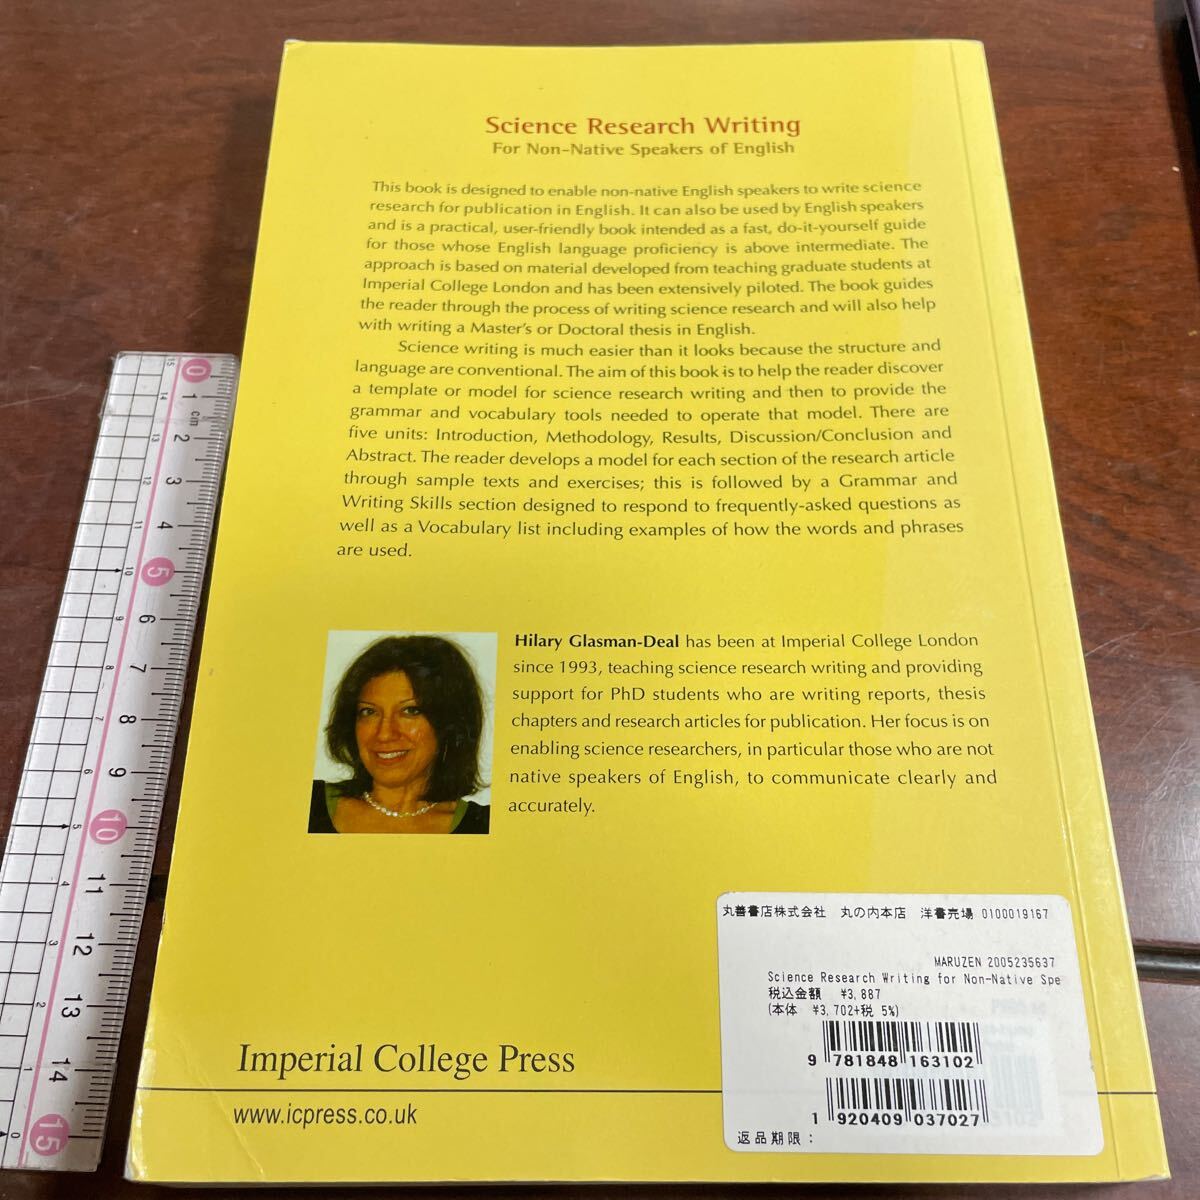 Science Research Writing
For Non-Native Speakers of English
This book is designed to enable non-native English speakers to write science
research for publication in English. It can also be used by English speakers
and is a practical, user-friendly book intended as a fast, do-it-yourself guide
for those whose English language proficiency is above intermediate. The
approach is based on material developed from teaching graduate students at
Imperial College London and has been extensively piloted. The book guides
the reader through the process of writing science research and will also help
with writing a Master's or Doctoral thesis in English.
Science writing is much easier than it looks because the structure and
language are conventional. The aim of this book is to help the reader discover
a template or model for science research writing and then to provide the
grammar and vocabulary tools needed to operate that model. There are
five units: Introduction, Methodology, Results, Discussion/Conclusion and
Abstract. The reader develops a model for each section of the research article
through sample texts and exercises; this is followed by a Grammar and
Writing Skills section designed to respond to frequently-asked questions as
well as a Vocabulary list including examples of how the words and phrases
are used.
Hilary Glasman-Deal has been at Imperial College London
since 1993, teaching science research writing and providing
support for PhD students who are writing reports, thesis
chapters and research articles for publication. Her focus is on
enabling science researchers, in particular those who are not
native speakers of English, to communicate clearly and
accurately.
丸善書店株式会社 丸の内本店 洋書売場 0100019167
MARUZEN 2005235637
Science Research Writing for Non-Native Spe
税込金額 ¥3,887
(本体 ¥3,702+税 5%)
9 781848 163102
1 920409 037027
返品期限:
Imperial College Press
www.icpress.co.uk
0
1 cm
2
3
4
5
6
7
8
9
10
11
12
13
14
15
15
14
13
12
11
10
9
8
7
6
5
4
3
2
1
0